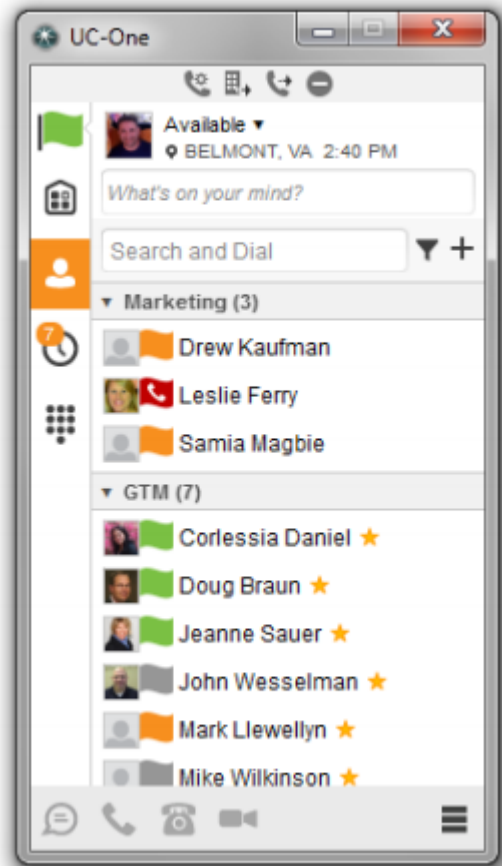 UC-One
Available
BELMONT, VA 2:40 PM
What's on your mind?
Search and Dial
Marketing (3)
7
Drew Kaufman
Leslie Ferry
Samia Magbie
GTM (7)
Corlessia Daniel
Doug Braun
Jeanne Sauer
John Wesselman
Mark Llewellyn
Mike Wilkinson